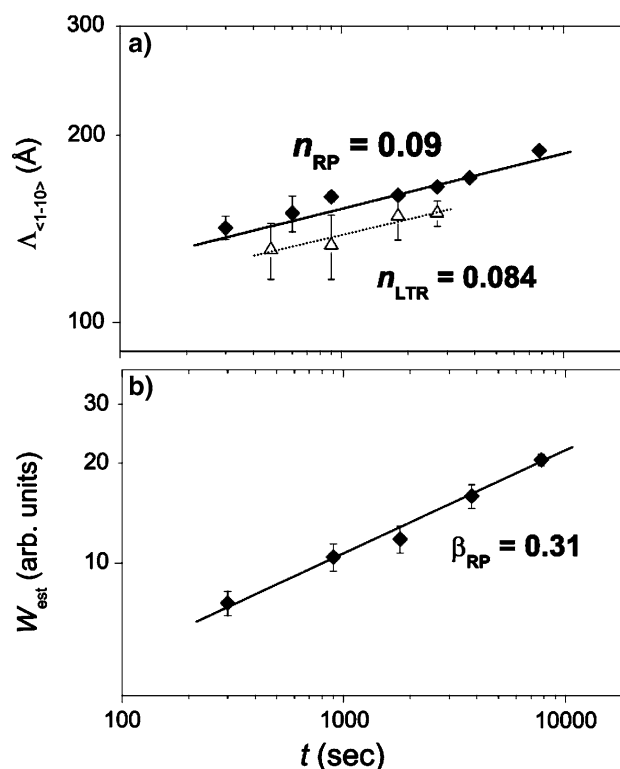 a)
300
200
100
Λ<1-10> (Å)
nRP = 0.09
nLTR = 0.084
b)
30
20
10
West (arb. units)
βRP = 0.31
100 1000 10000
t (sec)